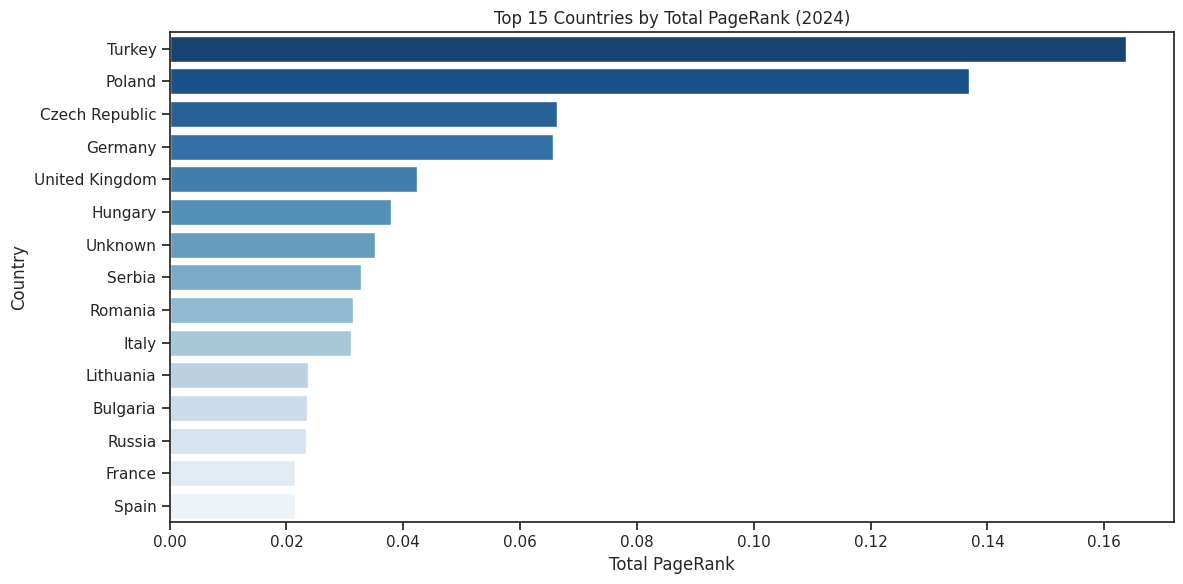 Top 15 Countries by Total PageRank (2024)
Country
Turkey
Poland
Czech Republic
Germany
United Kingdom
Hungary
Unknown
Serbia
Romania
Italy
Lithuania
Bulgaria
Russia
France
Spain
0.00 0.02 0.04 0.06 0.08 0.10 0.12 0.14 0.16
Total PageRank